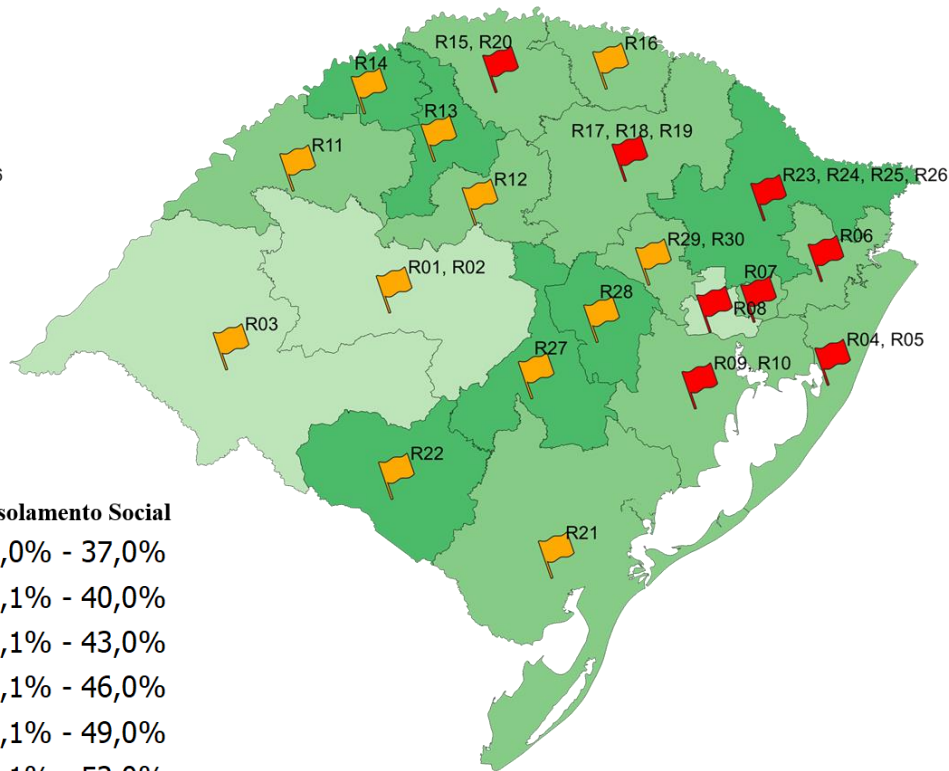 R15, R20
R16
R14
R13
R17, R18, R19
R11
R23, R24, R25, R26
6
R12
R29, R30
R06
R01, R02
R07
R28
R08
R03
R04, R05
R27
R09, R10
R22
solamento Social
,0% - 37,0%
,1% - 40,0%
R21
,1% - 43,0%
,1% - 46,0%
,1% - 49,0%